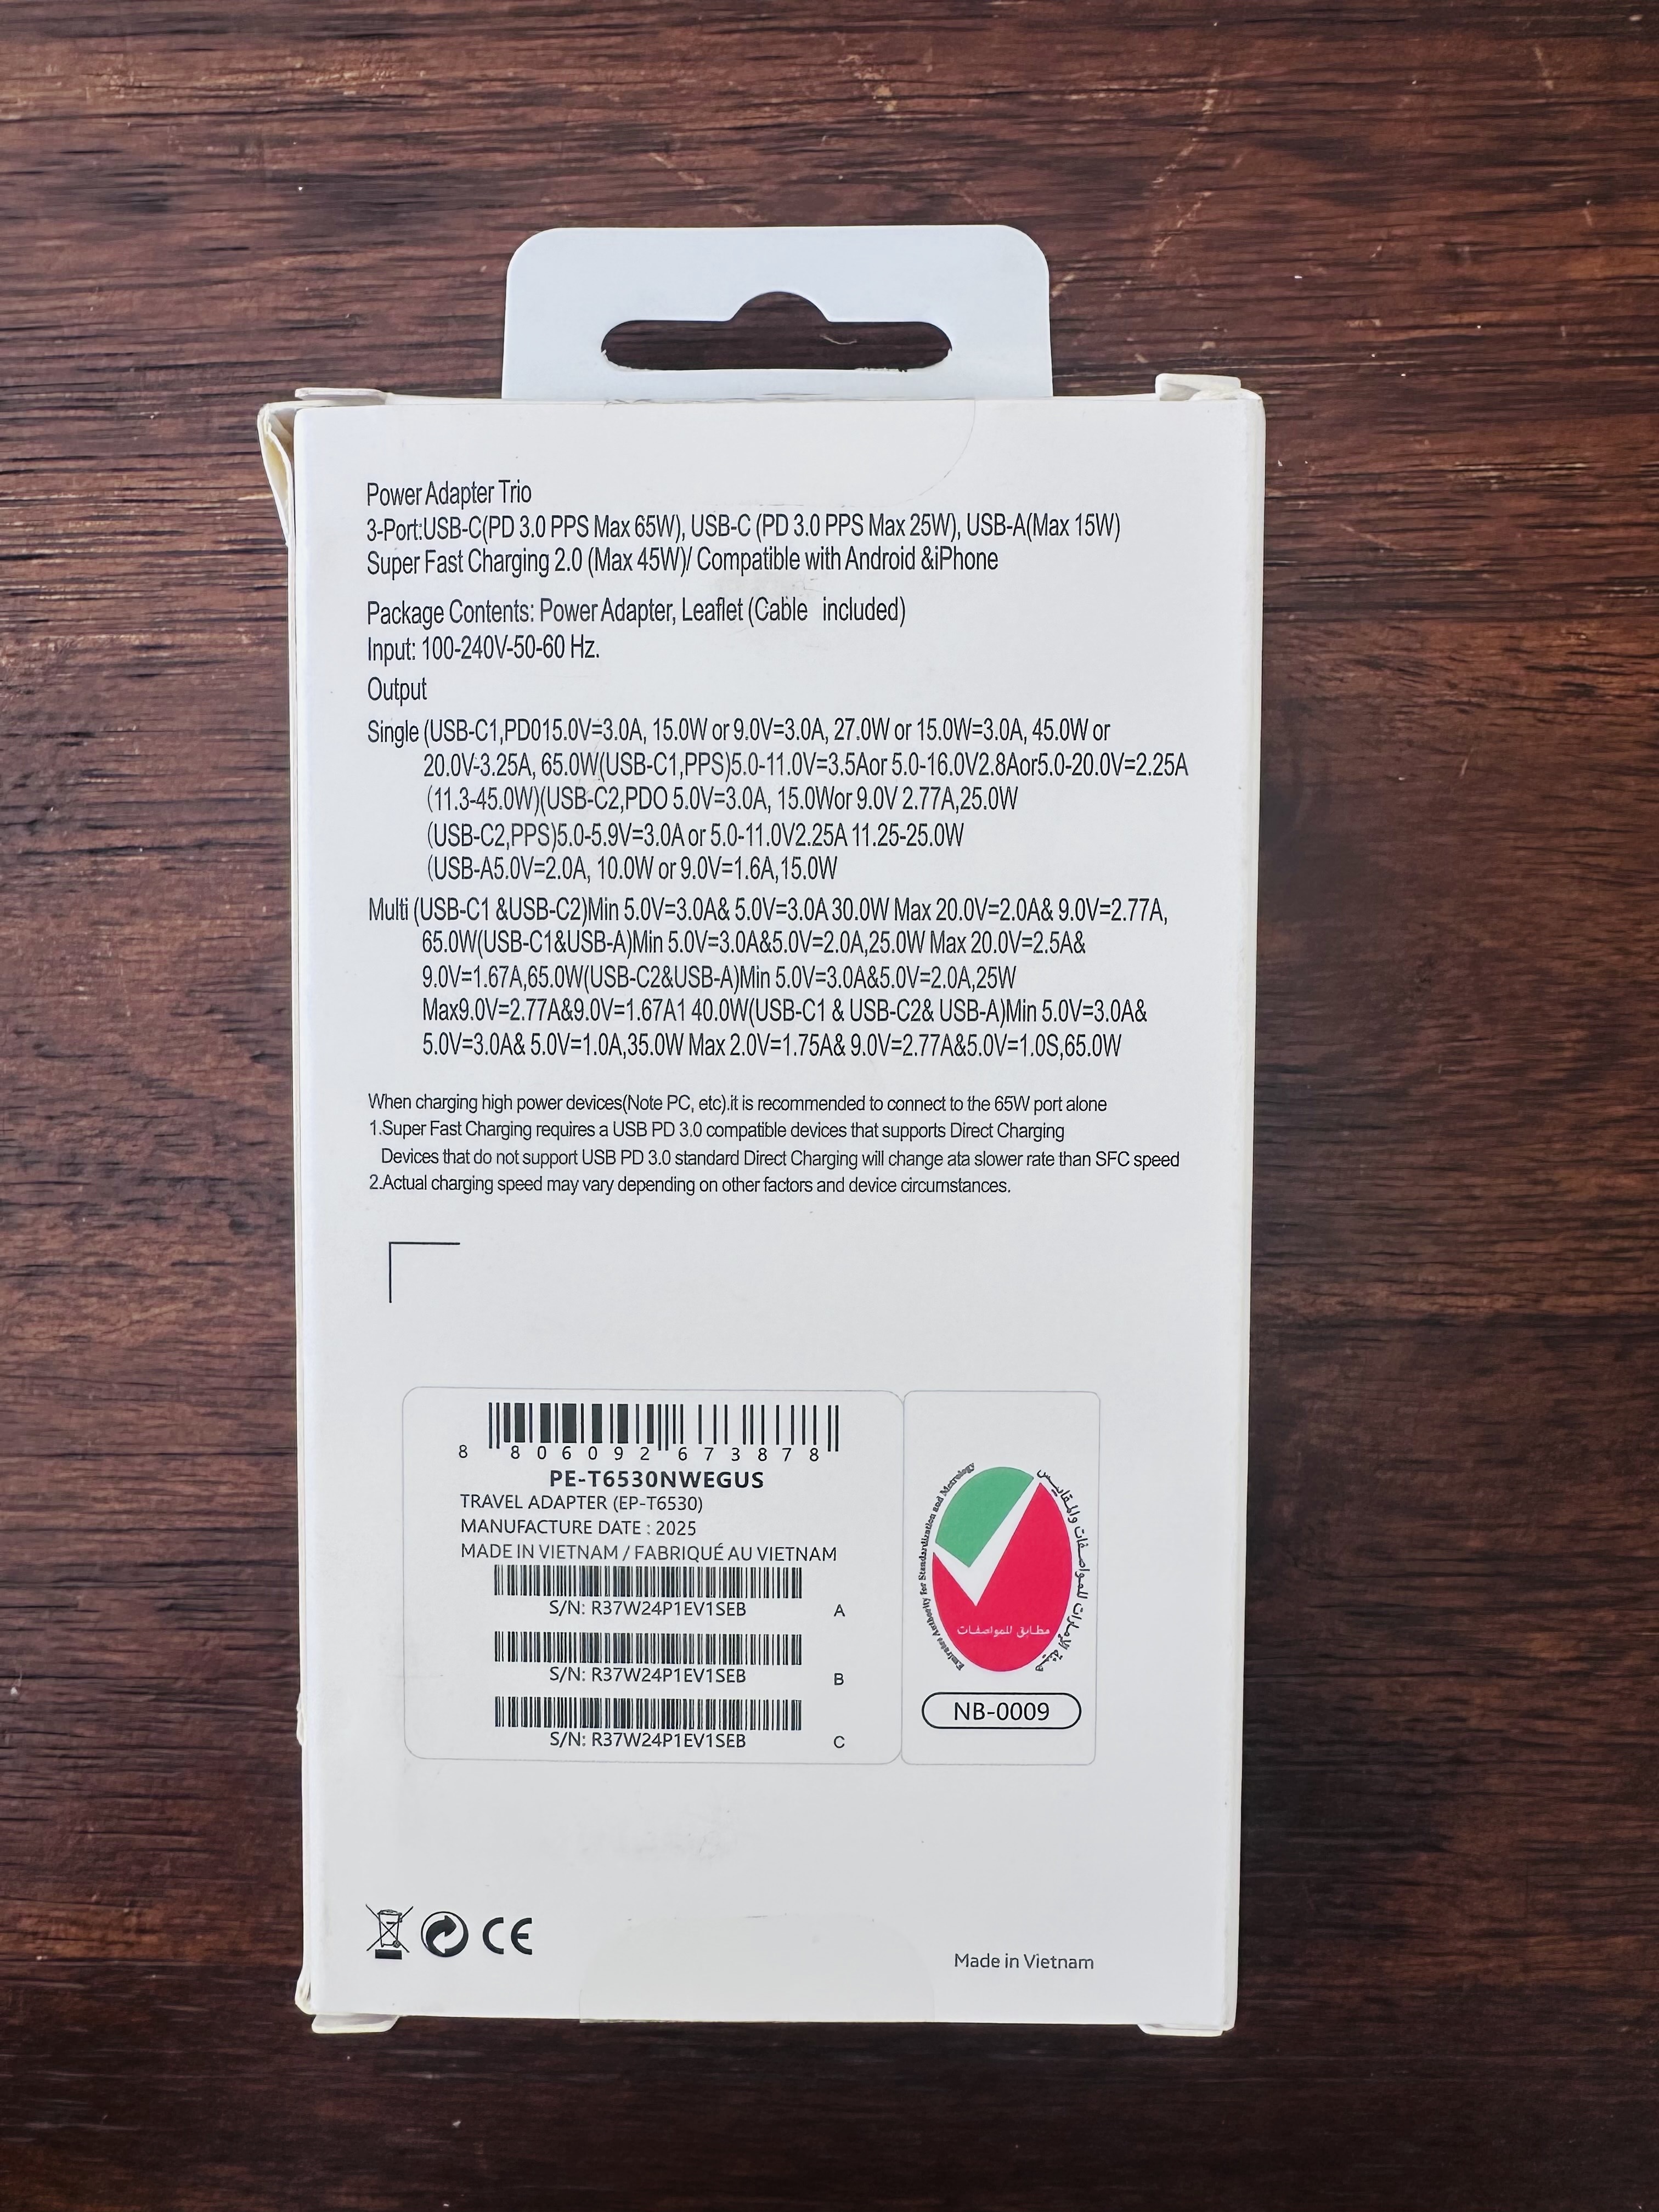 Power Adapter Trio
3-Port:USB-C(PD 3.0 PPS Max 65W), USB-C (PD 3.0 PPS Max 25W), USB-A(Max 15W)
Super Fast Charging 2.0 (Max 45W)/ Compatible with Android &iPhone
Package Contents: Power Adapter, Leaflet (Cable included)
Input: 100-240V-50-60 Hz.
Output
Single (USB-C1,PD015.0V=3.0A, 15.0W or 9.0V=3.0A, 27.0W or 15.0W=3.0A, 45.0W or
20.0V-3.25A, 65.0W(USB-C1,PPS)5.0-11.0V=3.5Aor 5.0-16.0V2.8Aor5.0-20.0V=2.25A
(11.3-45.0W)(USB-C2,PDO 5.0V=3.0A, 15.0Wor 9.0V 2.77A,25.0W
(USB-C2,PPS)5.0-5.9V=3.0A or 5.0-11.0V2.25A 11.25-25.0W
(USB-A5.0V=2.0A, 10.0W or 9.0V=1.6A,15.0W
Multi (USB-C1 &USB-C2)Min 5.0V=3.0A& 5.0V=3.0A 30.0W Max 20.0V=2.0A& 9.0V=2.77A,
65.0W(USB-C1&USB-A)Min 5.0V=3.0A&5.0V=2.0A,25.0W Max 20.0V=2.5A&
9.0V=1.67A,65.0W(USB-C2&USB-A)Min 5.0V=3.0A&5.0V=2.0A,25W
Max9.0V=2.77A&9.0V=1.67A1 40.0W(USB-C1 & USB-C2& USB-A)Min 5.0V=3.0A&
5.0V=3.0A& 5.0V=1.0A,35.0W Max 2.0V=1.75A& 9.0V=2.77A&5.0V=1.0S,65.0W
When charging high power devices(Note PC, etc).it is recommended to connect to the 65W port alone
1.Super Fast Charging requires a USB PD 3.0 compatible devices that supports Direct Charging
Devices that do not support USB PD 3.0 standard Direct Charging will change ata slower rate than SFC speed
2.Actual charging speed may vary depending on other factors and device circumstances.
8 806092 673878
PE-T6530NWEGUS
TRAVEL ADAPTER (EP-T6530)
MANUFACTURE DATE : 2025
MADE IN VIETNAM / FABRIQUÉ AU VIETNAM
S/N: R37W24P1EV1SEB A
S/N: R37W24P1EV1SEB B
S/N: R37W24P1EV1SEB C
Emirates Authority for Standardization and Metrology
هيئة الإمارات للمواصفات والمقاييس
مطابق للمواصفات
NB-0009
CE
Made in Vietnam